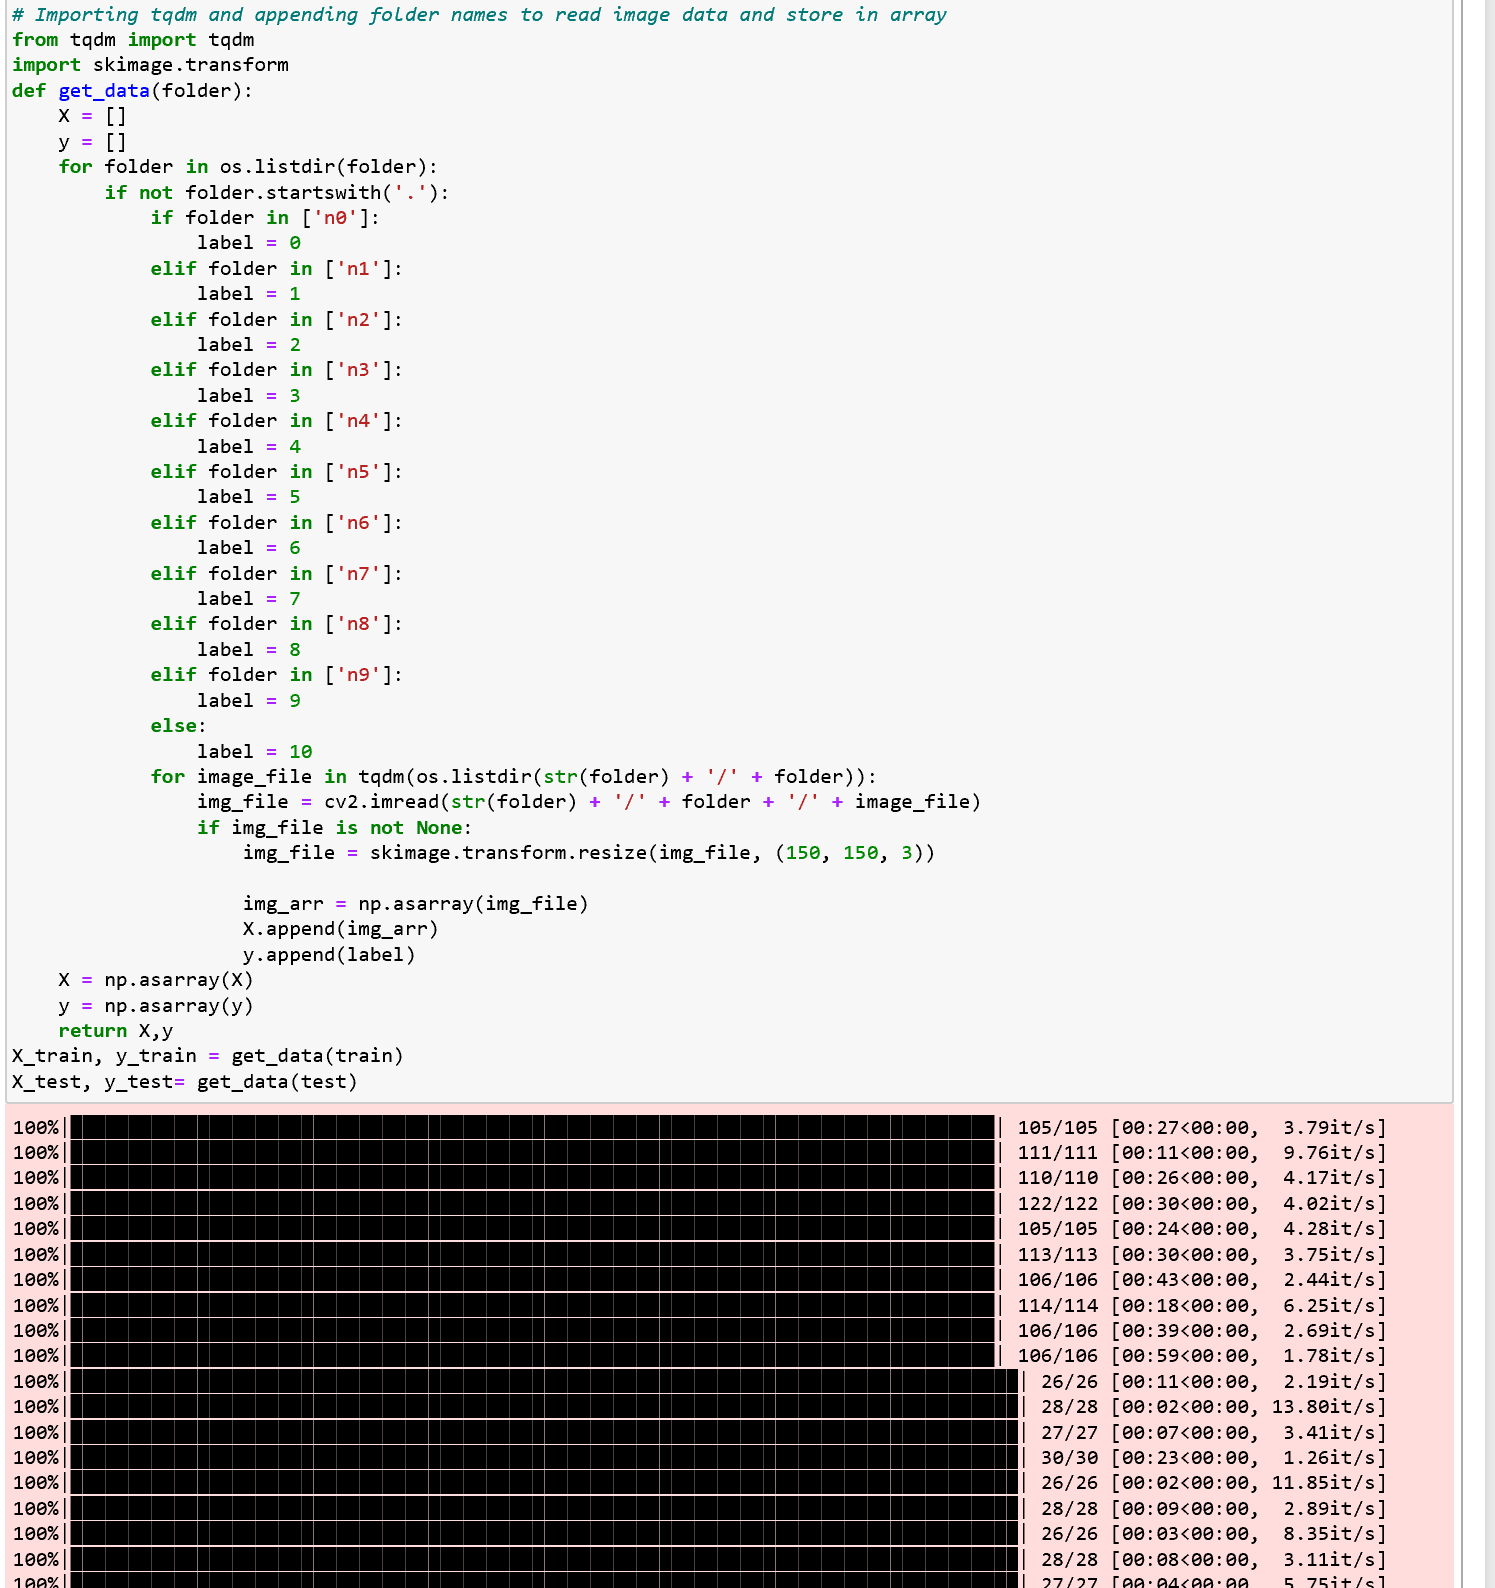 # Importing tqdm and appending folder names to read image data and store in array
from tqdm import tqdm
import skimage.transform
def get_data(folder):
    X = []
    y = []
    for folder in os.listdir(folder):
        if not folder.startswith('.'):
            if folder in ['n0']:
                label = 0
            elif folder in ['n1']:
                label = 1
            elif folder in ['n2']:
                label = 2
            elif folder in ['n3']:
                label = 3
            elif folder in ['n4']:
                label = 4
            elif folder in ['n5']:
                label = 5
            elif folder in ['n6']:
                label = 6
            elif folder in ['n7']:
                label = 7
            elif folder in ['n8']:
                label = 8
            elif folder in ['n9']:
                label = 9
            else:
                label = 10
            for image_file in tqdm(os.listdir(str(folder) + '/' + folder)):
                img_file = cv2.imread(str(folder) + '/' + folder + '/' + image_file)
                if img_file is not None:
                    img_file = skimage.transform.resize(img_file, (150, 150, 3))
                    img_arr = np.asarray(img_file)
                    X.append(img_arr)
                    y.append(label)
    X = np.asarray(X)
    y = np.asarray(y)
    return X,y
X_train, y_train = get_data(train)
X_test, y_test= get_data(test)
100%| | 105/105 [00:27<00:00,  3.79it/s]
100%| | 111/111 [00:11<00:00,  9.76it/s]
100%| | 110/110 [00:26<00:00,  4.17it/s]
100%| | 122/122 [00:30<00:00,  4.02it/s]
100%| | 105/105 [00:24<00:00,  4.28it/s]
100%| | 113/113 [00:30<00:00,  3.75it/s]
100%| | 106/106 [00:43<00:00,  2.44it/s]
100%| | 114/114 [00:18<00:00,  6.25it/s]
100%| | 106/106 [00:39<00:00,  2.69it/s]
100%| | 106/106 [00:59<00:00,  1.78it/s]
100%| | 26/26 [00:11<00:00,  2.19it/s]
100%| | 28/28 [00:02<00:00, 13.80it/s]
100%| | 27/27 [00:07<00:00,  3.41it/s]
100%| | 30/30 [00:23<00:00,  1.26it/s]
100%| | 26/26 [00:02<00:00, 11.85it/s]
100%| | 28/28 [00:09<00:00,  2.89it/s]
100%| | 26/26 [00:03<00:00,  8.35it/s]
100%| | 28/28 [00:08<00:00,  3.11it/s]
100%| | 27/27 [00:04<00:00,  5.75it/s]